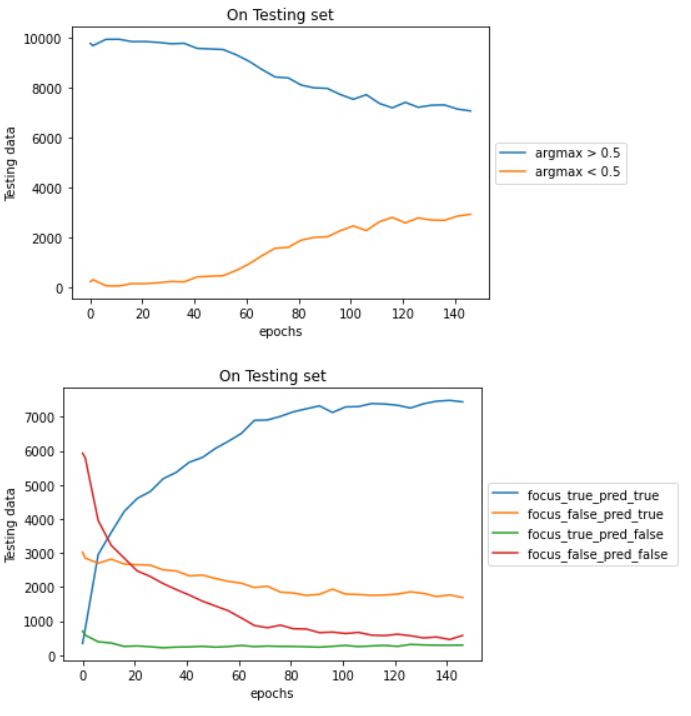 On Testing set
10000
8000
6000
4000
2000
0
Testing data
0 20 40 60 80 100 120 140
epochs
argmax > 0.5
argmax < 0.5
On Testing set
7000
6000
5000
4000
3000
2000
1000
0
Testing data
0 20 40 60 80 100 120 140
epochs
focus_true_pred_true
focus_false_pred_true
focus_true_pred_false
focus_false_pred_false